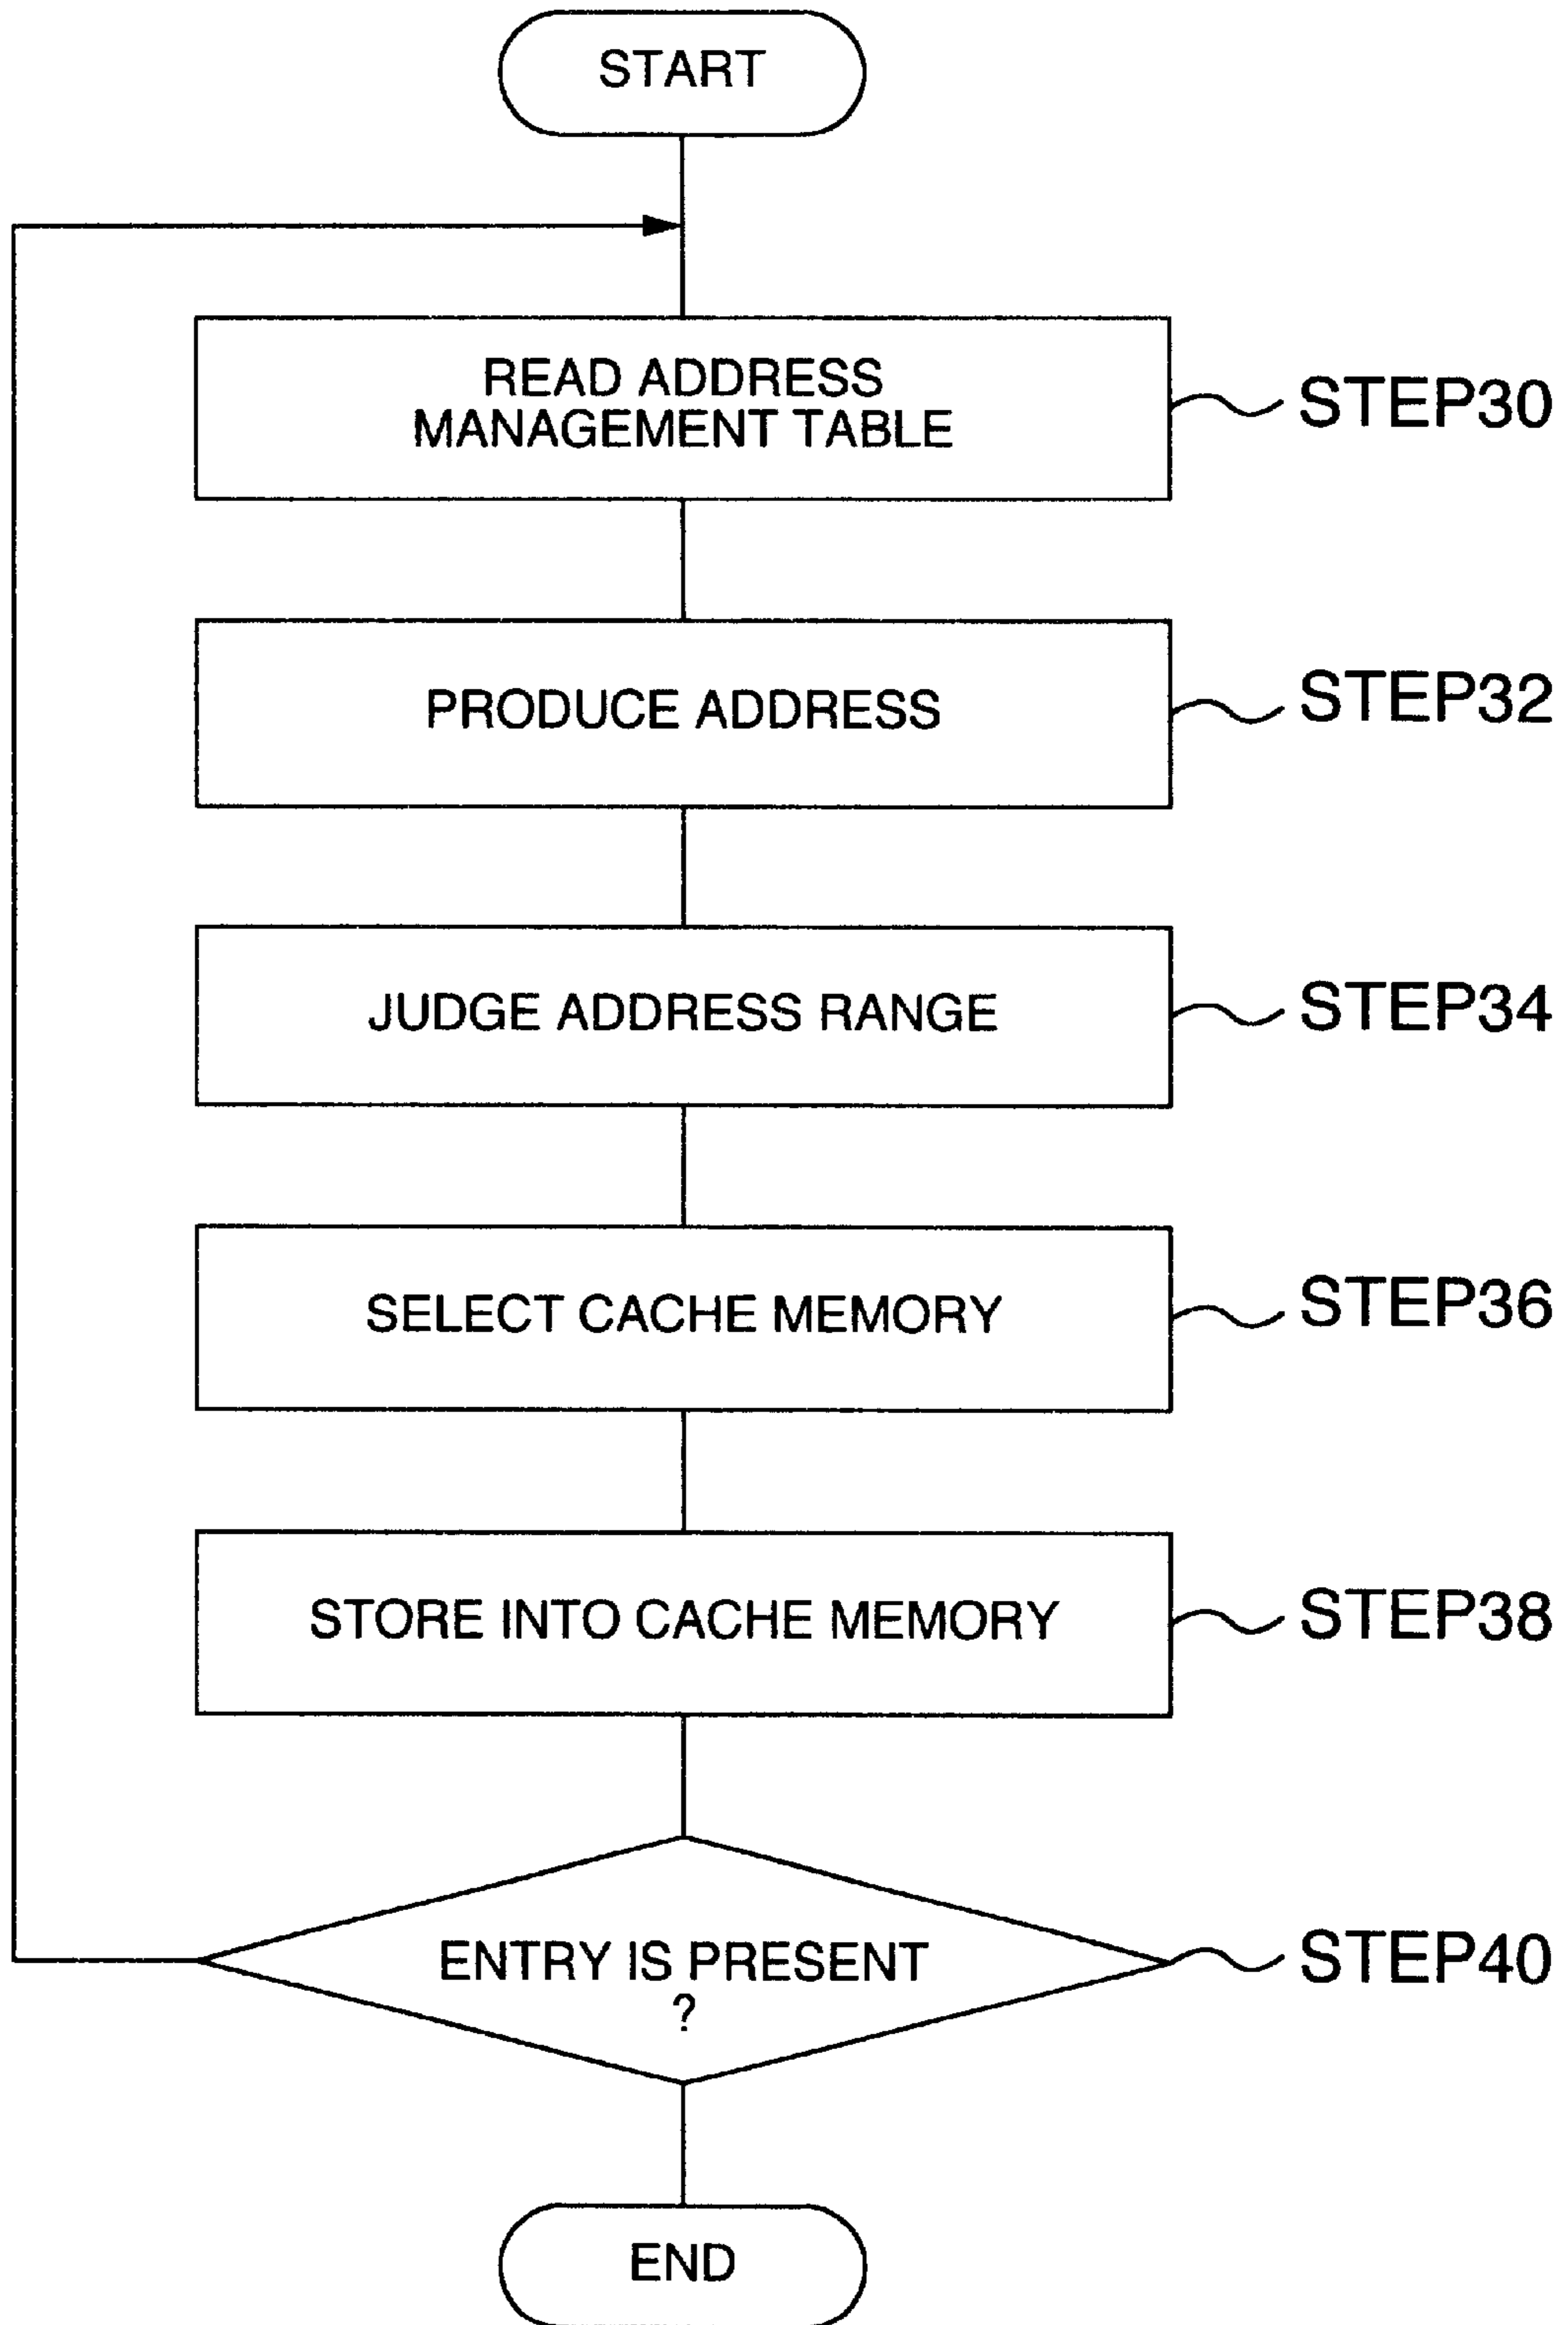 START
READ ADDRESS
MANAGEMENT TABLE
STEP30
PRODUCE ADDRESS
STEP32
JUDGE ADDRESS RANGE
STEP34
SELECT CACHE MEMORY
STEP36
STORE INTO CACHE MEMORY
STEP38
ENTRY IS PRESENT
?
STEP40
END